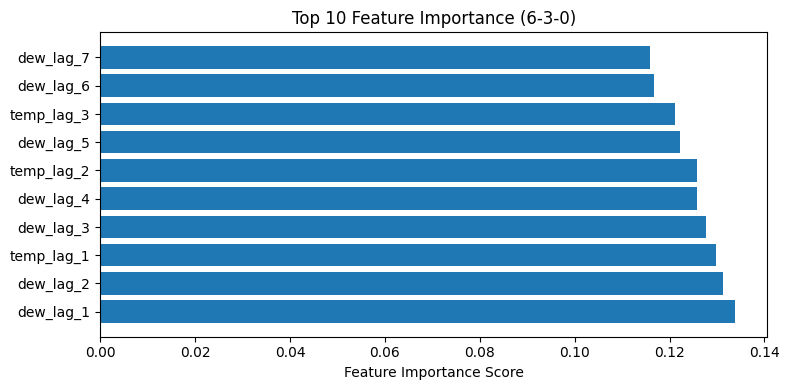 Top 10 Feature Importance (6-3-0)
dew_lag_7
dew_lag_6
temp_lag_3
dew_lag_5
temp_lag_2
dew_lag_4
dew_lag_3
temp_lag_1
dew_lag_2
dew_lag_1
0.00 0.02 0.04 0.06 0.08 0.10 0.12 0.14
Feature Importance Score